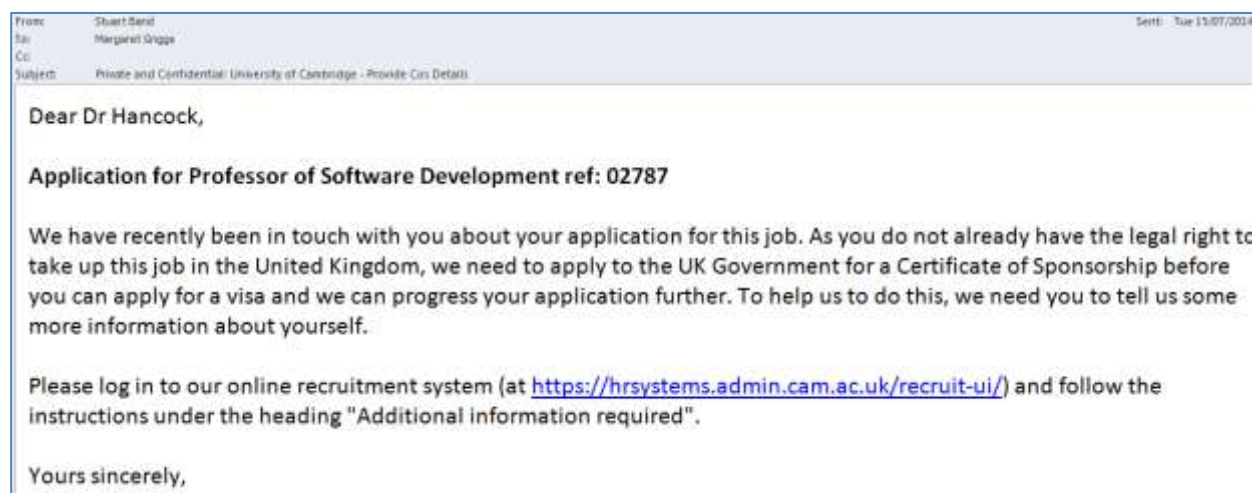 From: Stuart Band Sent: Tue 15/07/2014
To: Margaret Griggs
Cc:
Subject: Private and Confidential: University of Cambridge - Provide Cos Details
Dear Dr Hancock,
Application for Professor of Software Development ref: 02787
We have recently been in touch with you about your application for this job. As you do not already have the legal right to
take up this job in the United Kingdom, we need to apply to the UK Government for a Certificate of Sponsorship before
you can apply for a visa and we can progress your application further. To help us to do this, we need you to tell us some
more information about yourself.
Please log in to our online recruitment system (at https://hrsystems.admin.cam.ac.uk/recruit-ui/) and follow the
instructions under the heading "Additional information required".
Yours sincerely,